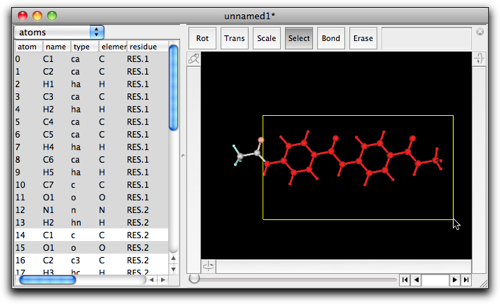 unnamed1*
atoms
Rot Trans Scale Select Bond Erase
atom name type elemen residue
0 C1 ca C RES.1
1 C2 ca C RES.1
2 H1 ha H RES.1
3 C3 ca C RES.1
4 H2 ha H RES.1
5 C4 ca C RES.1
6 C5 ca C RES.1
7 H4 ha H RES.1
8 C6 ca C RES.1
9 H5 ha H RES.1
10 C7 c C RES.1
11 O1 o O RES.1
12 N1 n N RES.2
13 H2 hn H RES.2
14 C1 c C RES.2
15 O1 o O RES.2
16 C2 c3 C RES.2
17 H3 hc H RES.2